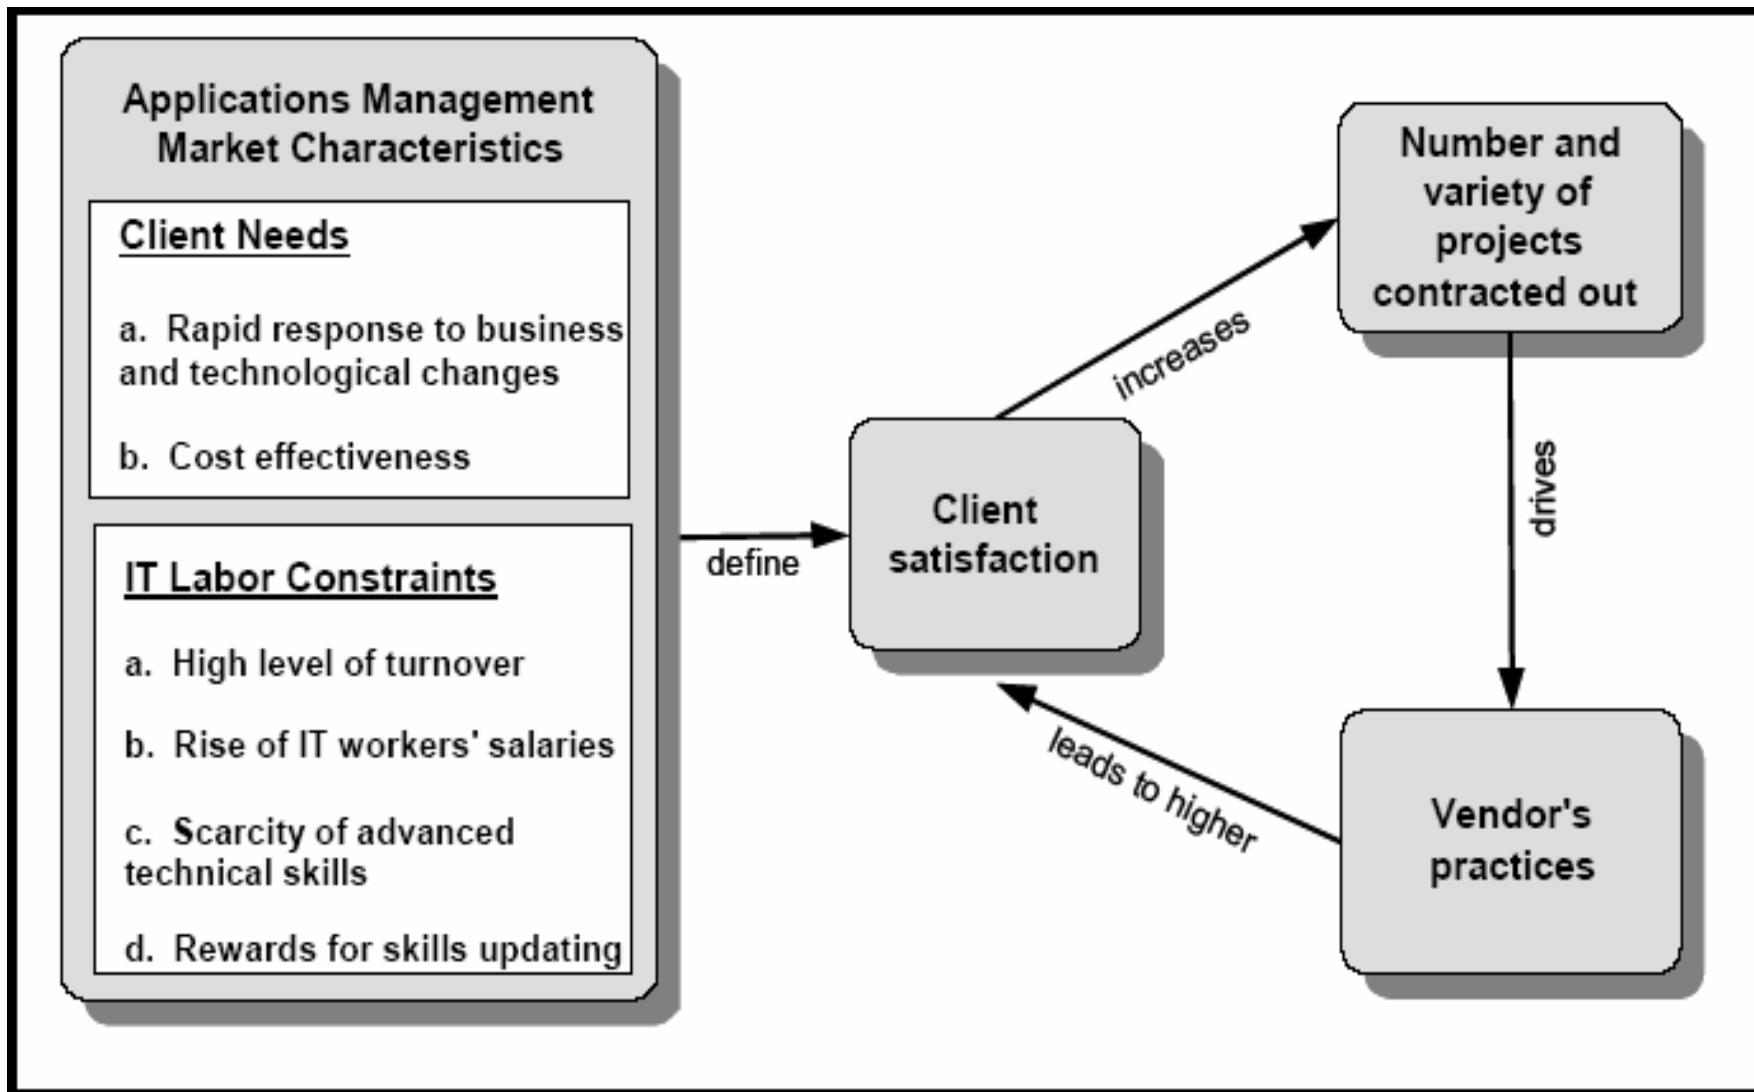 Applications Management
Market Characteristics
Client Needs
a. Rapid response to business
and technological changes
b. Cost effectiveness
IT Labor Constraints
a. High level of turnover
b. Rise of IT workers' salaries
c. Scarcity of advanced
technical skills
d. Rewards for skills updating
define
Client
satisfaction
increases
Number and
variety of
projects
contracted out
drives
Vendor's
practices
leads to higher